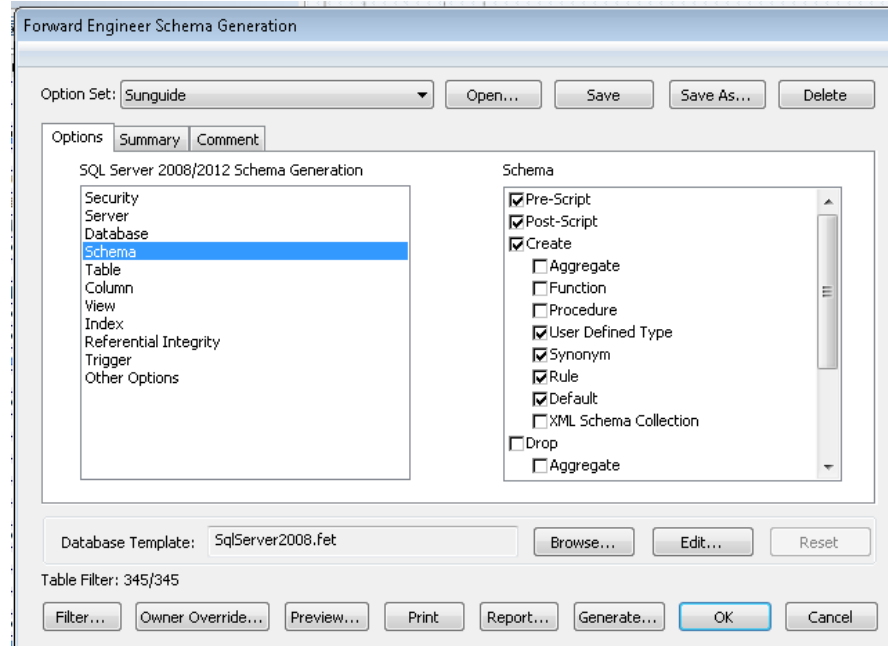 Forward Engineer Schema Generation
Option Set: Sunguide Open... Save Save As... Delete
Options Summary Comment
SQL Server 2008/2012 Schema Generation
Security
Server
Database
Schema
Table
Column
View
Index
Referential Integrity
Trigger
Other Options
Schema
Pre-Script
Post-Script
Create
Aggregate
Function
Procedure
User Defined Type
Synonym
Rule
Default
XML Schema Collection
Drop
Aggregate
Database Template: SqlServer2008.fet Browse... Edit... Reset
Table Filter: 345/345
Filter... Owner Override... Preview... Print Report... Generate... OK Cancel